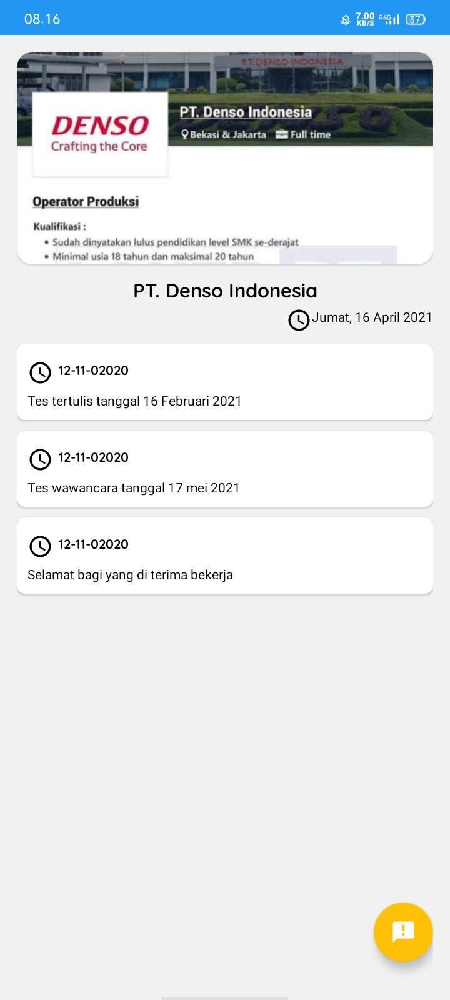 08.16
7.00
KB/S
4G
37
PT.DENSO INDONESIA
DENSO
Crafting the Core
PT. Denso Indonesia
Bekasi & Jakarta Full time
Operator Produksi
Kualifikasi :
• Sudah dinyatakan lulus pendidikan level SMK se-derajat
• Minimal usia 18 tahun dan maksimal 20 tahun
PT. Denso Indonesia
Jumat, 16 April 2021
12-11-02020
Tes tertulis tanggal 16 Februari 2021
12-11-02020
Tes wawancara tanggal 17 mei 2021
12-11-02020
Selamat bagi yang di terima bekerja